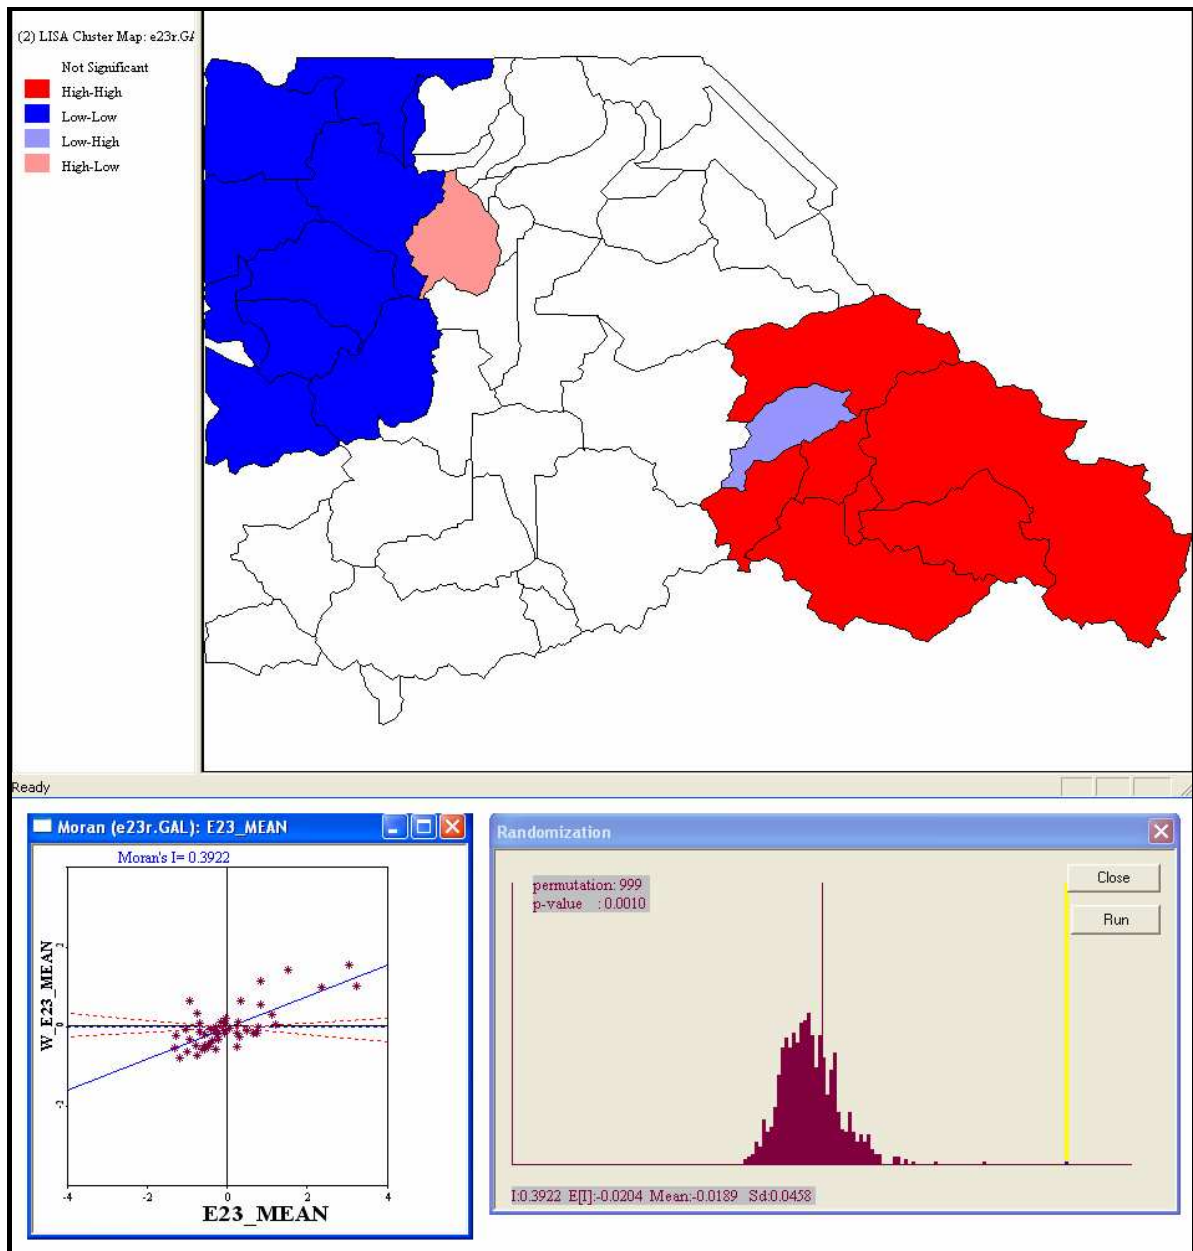 (2) LISA Cluster Map: e23r.GA
Not Significant
High-High
Low-Low
Low-High
High-Low
Ready
Moran (e23r.GAL): E23_MEAN
Moran's I= 0.3922
W_E23_MEAN
2
0
-2
-4
-2
0
2
4
E23_MEAN
Randomization
permutation: 999
p-value : 0.0010
Close
Run
I:0.3922 E[I]:-0.0204 Mean:-0.0189 Sd:0.0458